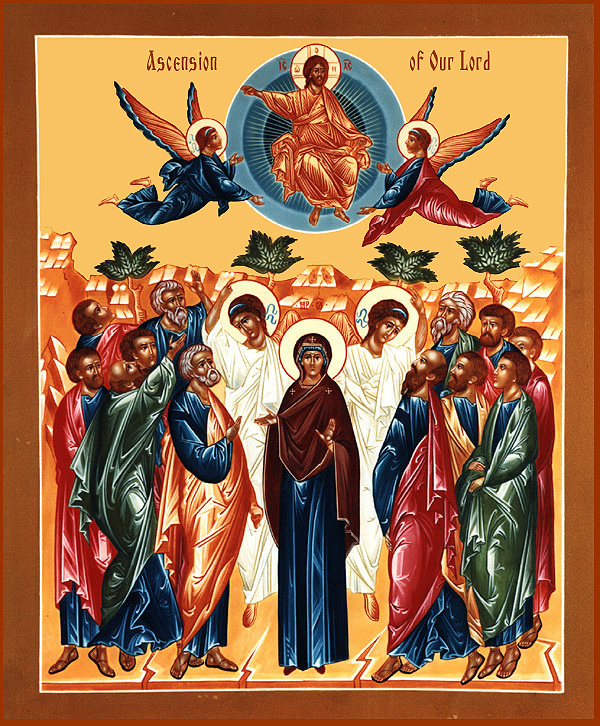 Ascension of Our Lord
IC XC
O
ω Н